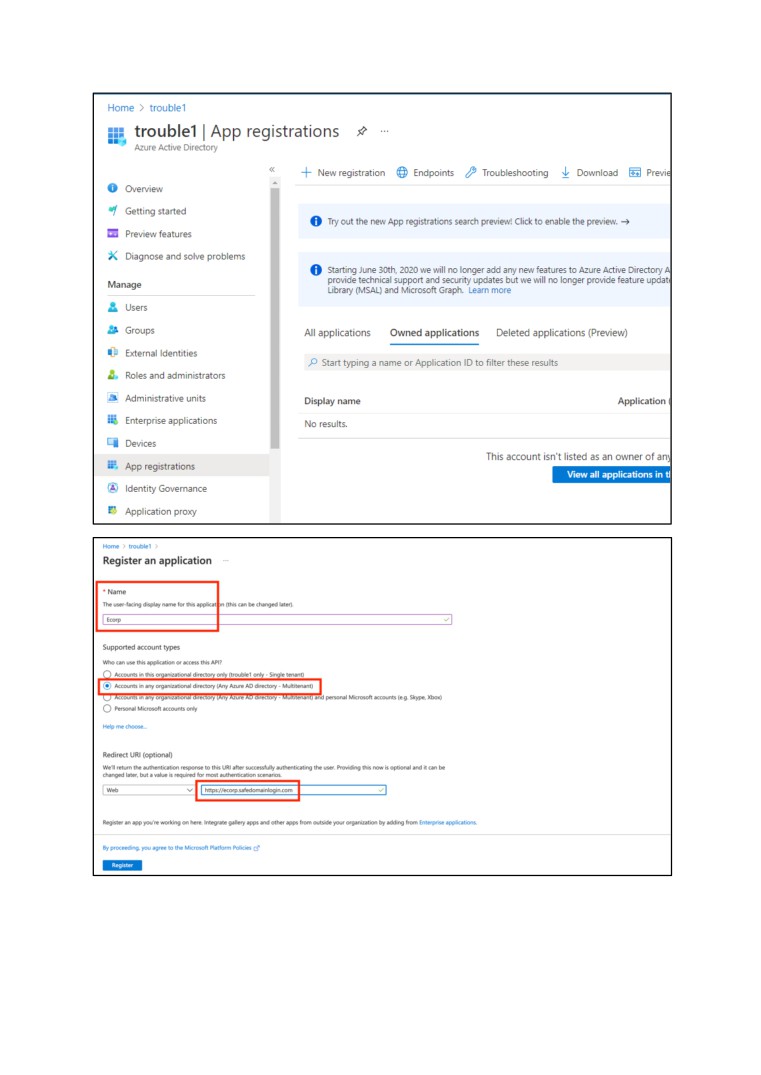 Home > trouble1
trouble1 | App registrations
Azure Active Directory
Overview
Getting started
Preview features
Diagnose and solve problems
Manage
Users
Groups
External Identities
Roles and administrators
Administrative units
Enterprise applications
Devices
App registrations
Identity Governance
Application proxy
New registration Endpoints Troubleshooting Download Previe
Try out the new App registrations search preview! Click to enable the preview. →
Starting June 30th, 2020 we will no longer add any new features to Azure Active Directory A
provide technical support and security updates but we will no longer provide feature update
Library (MSAL) and Microsoft Graph. Learn more
All applications Owned applications Deleted applications (Preview)
Start typing a name or Application ID to filter these results
Display name Application (
No results.
This account isn't listed as an owner of any
View all applications in t
Home > trouble1 >
Register an application ...
* Name
The user-facing display name for this application (this can be changed later).
Ecorp
Supported account types
Who can use this application or access this API?
Accounts in this organizational directory only (trouble1 only - Single tenant)
Accounts in any organizational directory (Any Azure AD directory - Multitenant)
Accounts in any organizational directory (Any Azure AD directory - Multitenant) and personal Microsoft accounts (e.g. Skype, Xbox)
Personal Microsoft accounts only
Help me choose...
Redirect URI (optional)
We'll return the authentication response to this URI after successfully authenticating the user. Providing this now is optional and it can be
changed later, but a value is required for most authentication scenarios.
Web https://ecorp.safedomainlogin.com
Register an app you're working on here. Integrate gallery apps and other apps from outside your organization by adding from Enterprise applications.
By proceeding, you agree to the Microsoft Platform Policies
Register